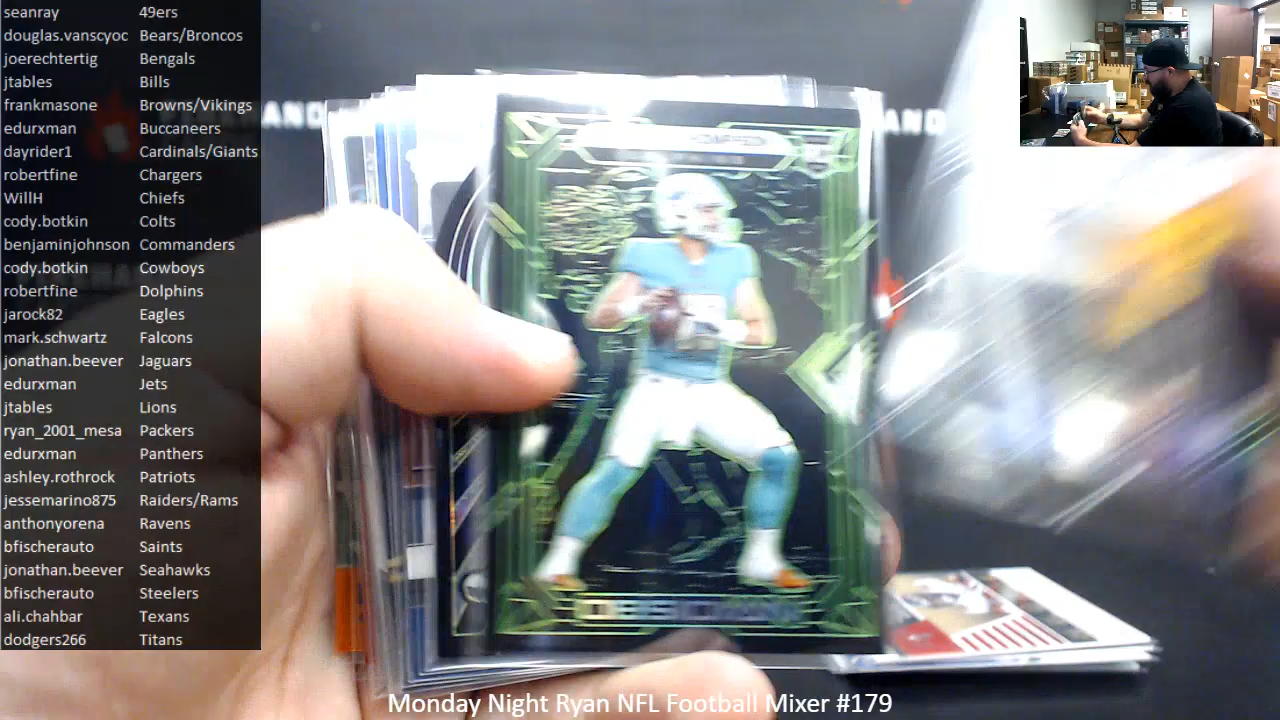 seanray 49ers
douglas.vanscyoc Bears/Broncos
joerechtertig Bengals
jtables Bills
frankmasone Browns/Vikings
edurxman Buccaneers
dayrider1 Cardinals/Giants
robertfine Chargers
WillH Chiefs
cody.botkin Colts
benjaminjohnson Commanders
cody.botkin Cowboys
robertfine Dolphins
jarock82 Eagles
mark.schwartz Falcons
jonathan.beever Jaguars
edurxman Jets
jtables Lions
ryan_2001_mesa Packers
edurxman Panthers
ashley.rothrock Patriots
jessemarino875 Raiders/Rams
anthonyorena Ravens
bfischerauto Saints
jonathan.beever Seahawks
bfischerauto Steelers
ali.chahbar Texans
dodgers266 Titans
OBSIDIAN
Monday Night Ryan NFL Football Mixer #179